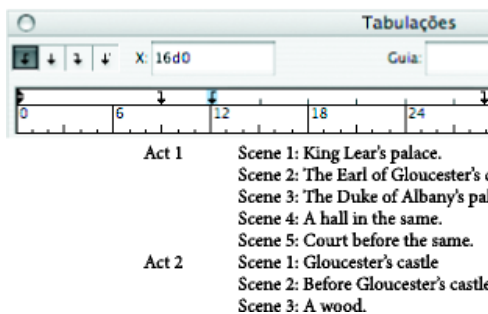 Tabulações
X: 16d0 Guia:
0 6 12 18 24
Act 1 Scene 1: King Lear's palace.
Scene 2: The Earl of Gloucester's
Scene 3: The Duke of Albany's
Scene 4: A hall in the same.
Scene 5: Court before the same.
Act 2 Scene 1: Gloucester's castle
Scene 2: Before Gloucester's castle
Scene 3: A wood.